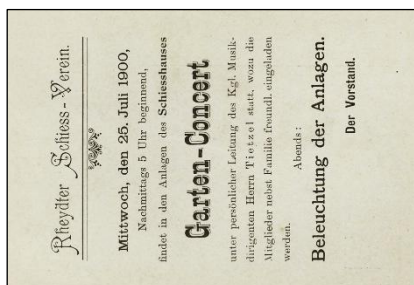 Rheydter Schiess-Verein.
Mittwoch, den 25. Juli 1900,
Nachmittags 5 Uhr beginnend,
findet in den Anlagen des Schiesshauses
Garten-Concert
unter persönlicher Leitung des Kgl. Musik-
dirigenten Herrn Tietzel statt, wozu die
Mitglieder nebst Familie freundl. eingeladen
werden.
Abends:
Beleuchtung der Anlagen.
Der Vorstand.